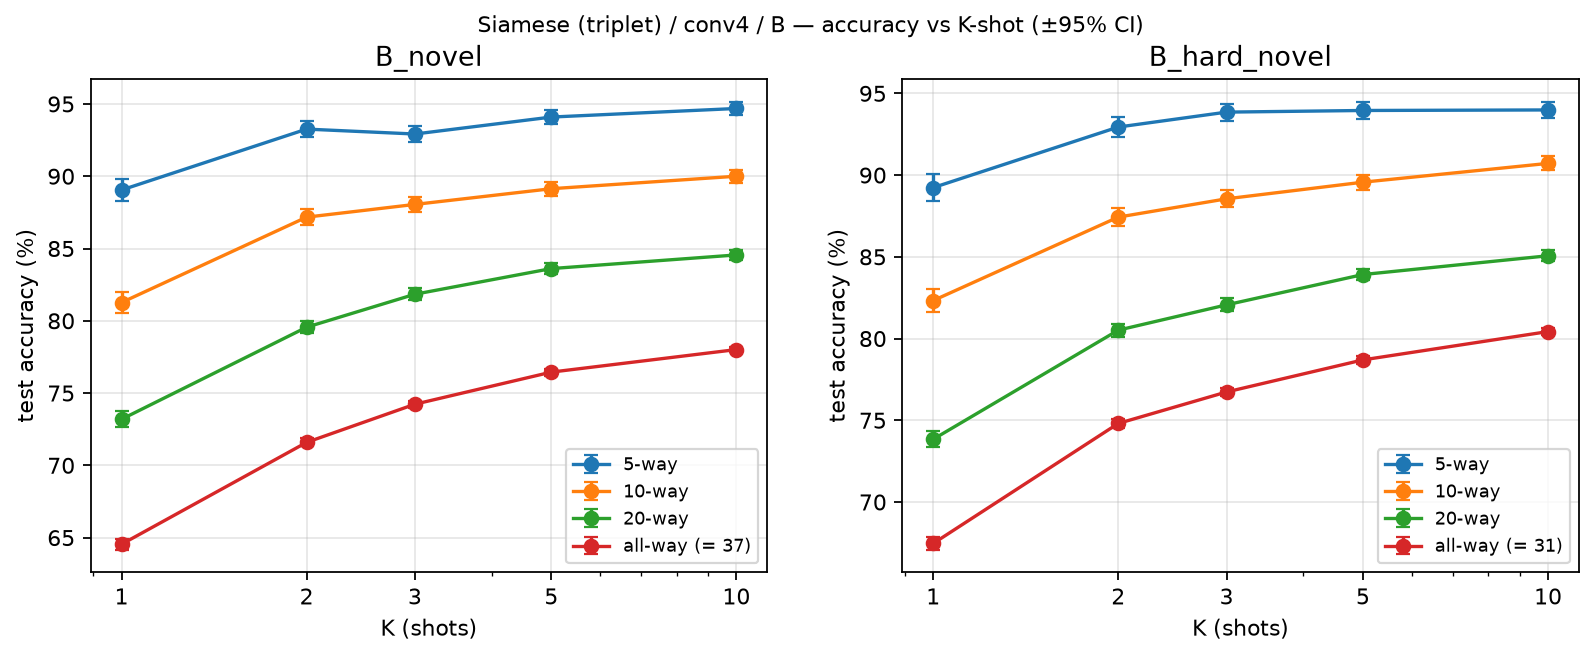 Siamese (triplet) / conv4 / B — accuracy vs K-shot (±95% CI)
B_novel
95
90
85
80
75
70
65
test accuracy (%)
1 2 3 5 10
K (shots)
5-way
10-way
20-way
all-way (= 37)
B_hard_novel
95
90
85
80
75
70
test accuracy (%)
1 2 3 5 10
K (shots)
5-way
10-way
20-way
all-way (= 31)